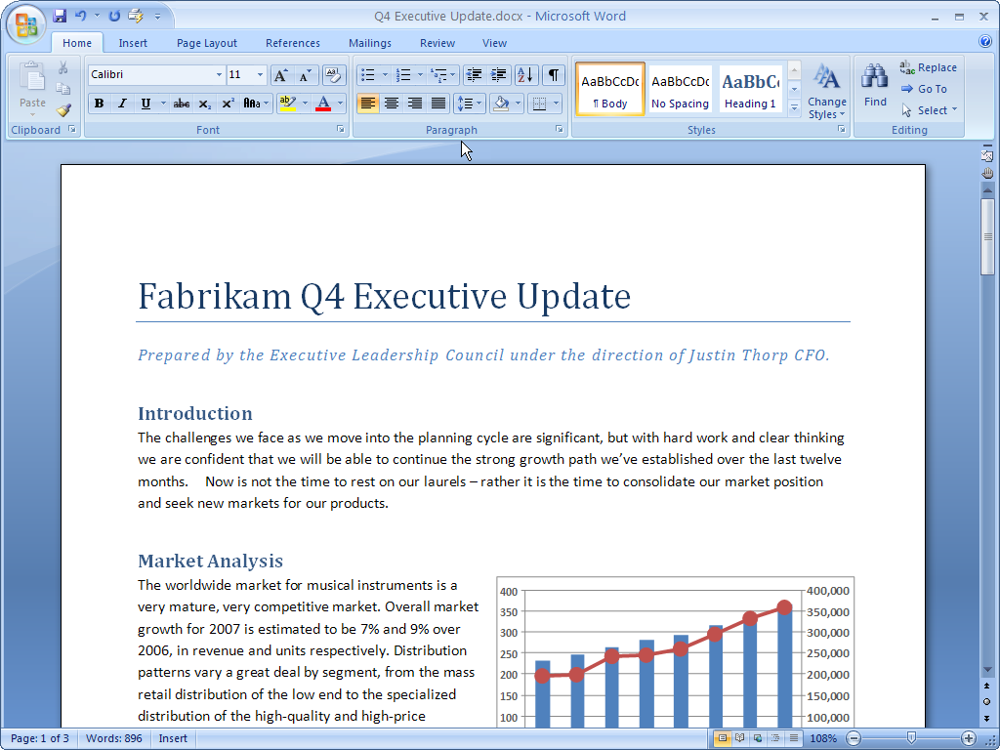 Q4 Executive Update.docx - Microsoft Word
Home Insert Page Layout References Mailings Review View
Calibri 11
AaBbCcDc AaBbCcDc AaBbCc
Paste
¶ Body No Spacing Heading 1
Change Styles
Find
Replace
Go To
Select
B I U abc x₂ x² Aa ab A
Clipboard Font Paragraph Styles Editing
Fabrikam Q4 Executive Update
Prepared by the Executive Leadership Council under the direction of Justin Thorp CFO.
Introduction
The challenges we face as we move into the planning cycle are significant, but with hard work and clear thinking
we are confident that we will be able to continue the strong growth path we’ve established over the last twelve
months. Now is not the time to rest on our laurels – rather it is the time to consolidate our market position
and seek new markets for our products.
Market Analysis
The worldwide market for musical instruments is a
very mature, very competitive market. Overall market
growth for 2007 is estimated to be 7% and 9% over
2006, in revenue and units respectively. Distribution
patterns vary a great deal by segment, from the mass
retail distribution of the low end to the specialized
distribution of the high-quality and high-price
400 400,000
350 350,000
300 300,000
250 250,000
200 200,000
150 150,000
100 100,000
Page: 1 of 3 Words: 896 Insert 108%